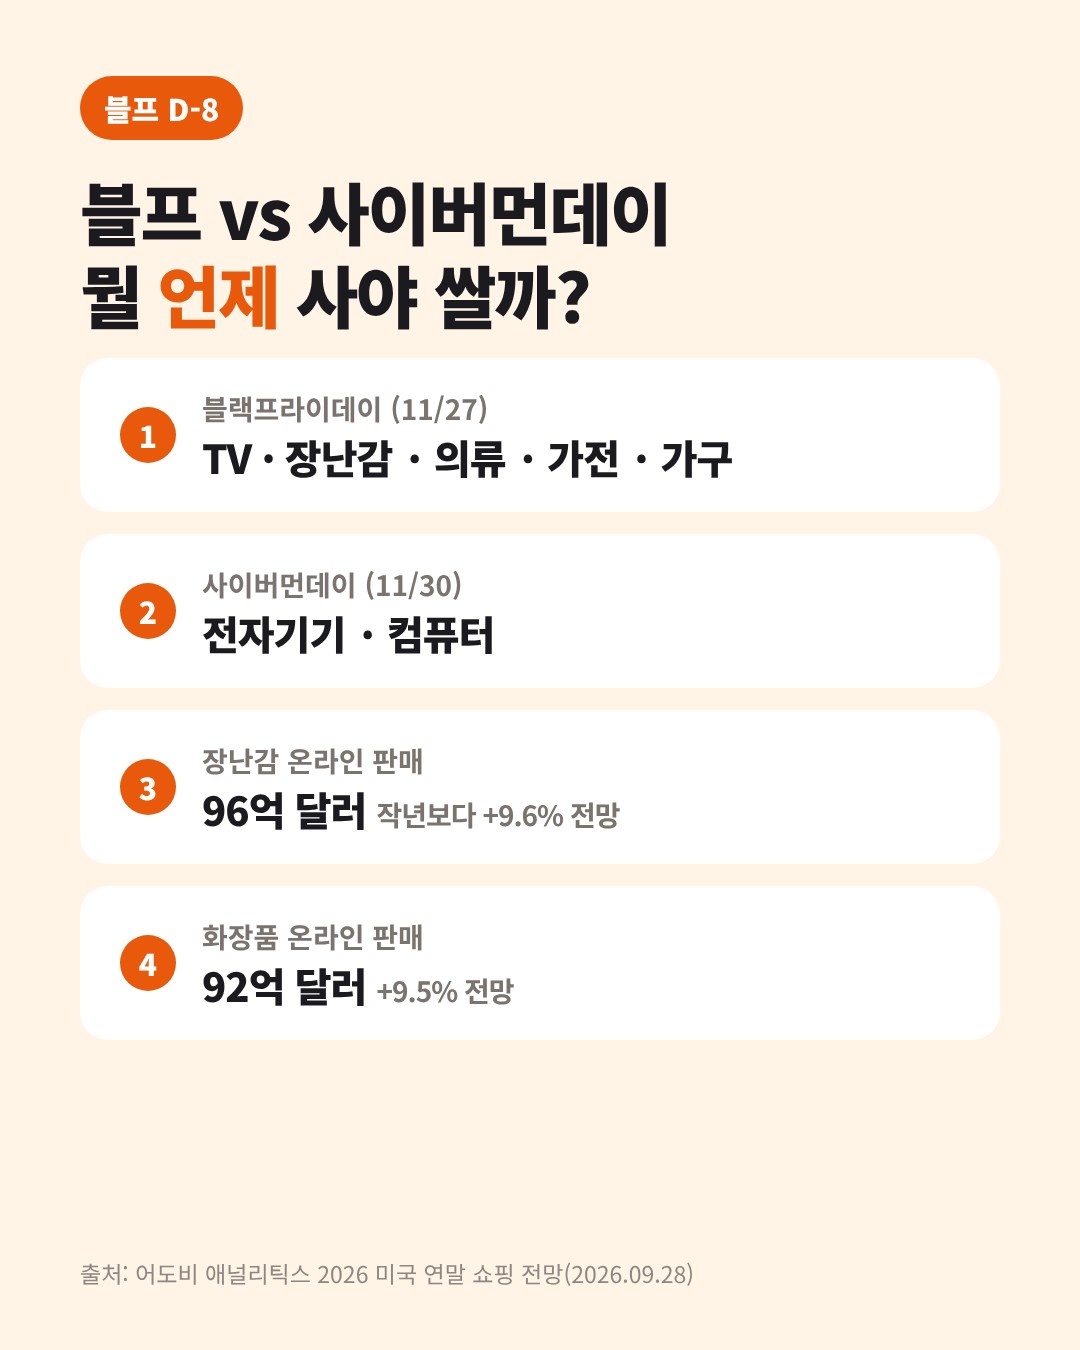 블프 D-8
블프 vs 사이버먼데이
뭘 언제 사야 쌀까?
1
블랙프라이데이 (11/27)
TV · 장난감 · 의류 · 가전 · 가구
2
사이버먼데이 (11/30)
전자기기 · 컴퓨터
3
장난감 온라인 판매
96억 달러 작년보다 +9.6% 전망
4
화장품 온라인 판매
92억 달러 +9.5% 전망
출처: 어도비 애널리틱스 2026 미국 연말 쇼핑 전망(2026.09.28)